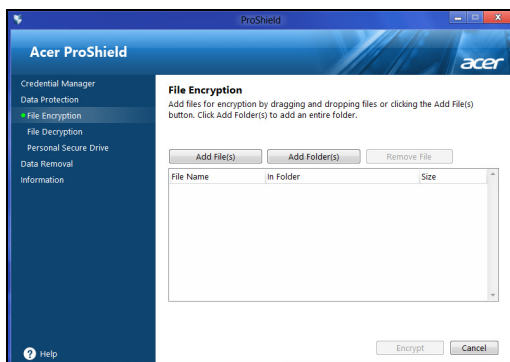 ProShield
Acer ProShield
acer
Credential Manager
Data Protection
File Encryption
File Decryption
Personal Secure Drive
Data Removal
Information
Help
File Encryption
Add files for encryption by dragging and dropping files or clicking the Add File(s)
button. Click Add Folder(s) to add an entire folder.
Add File(s) Add Folder(s) Remove File
File Name In Folder Size
Encrypt Cancel